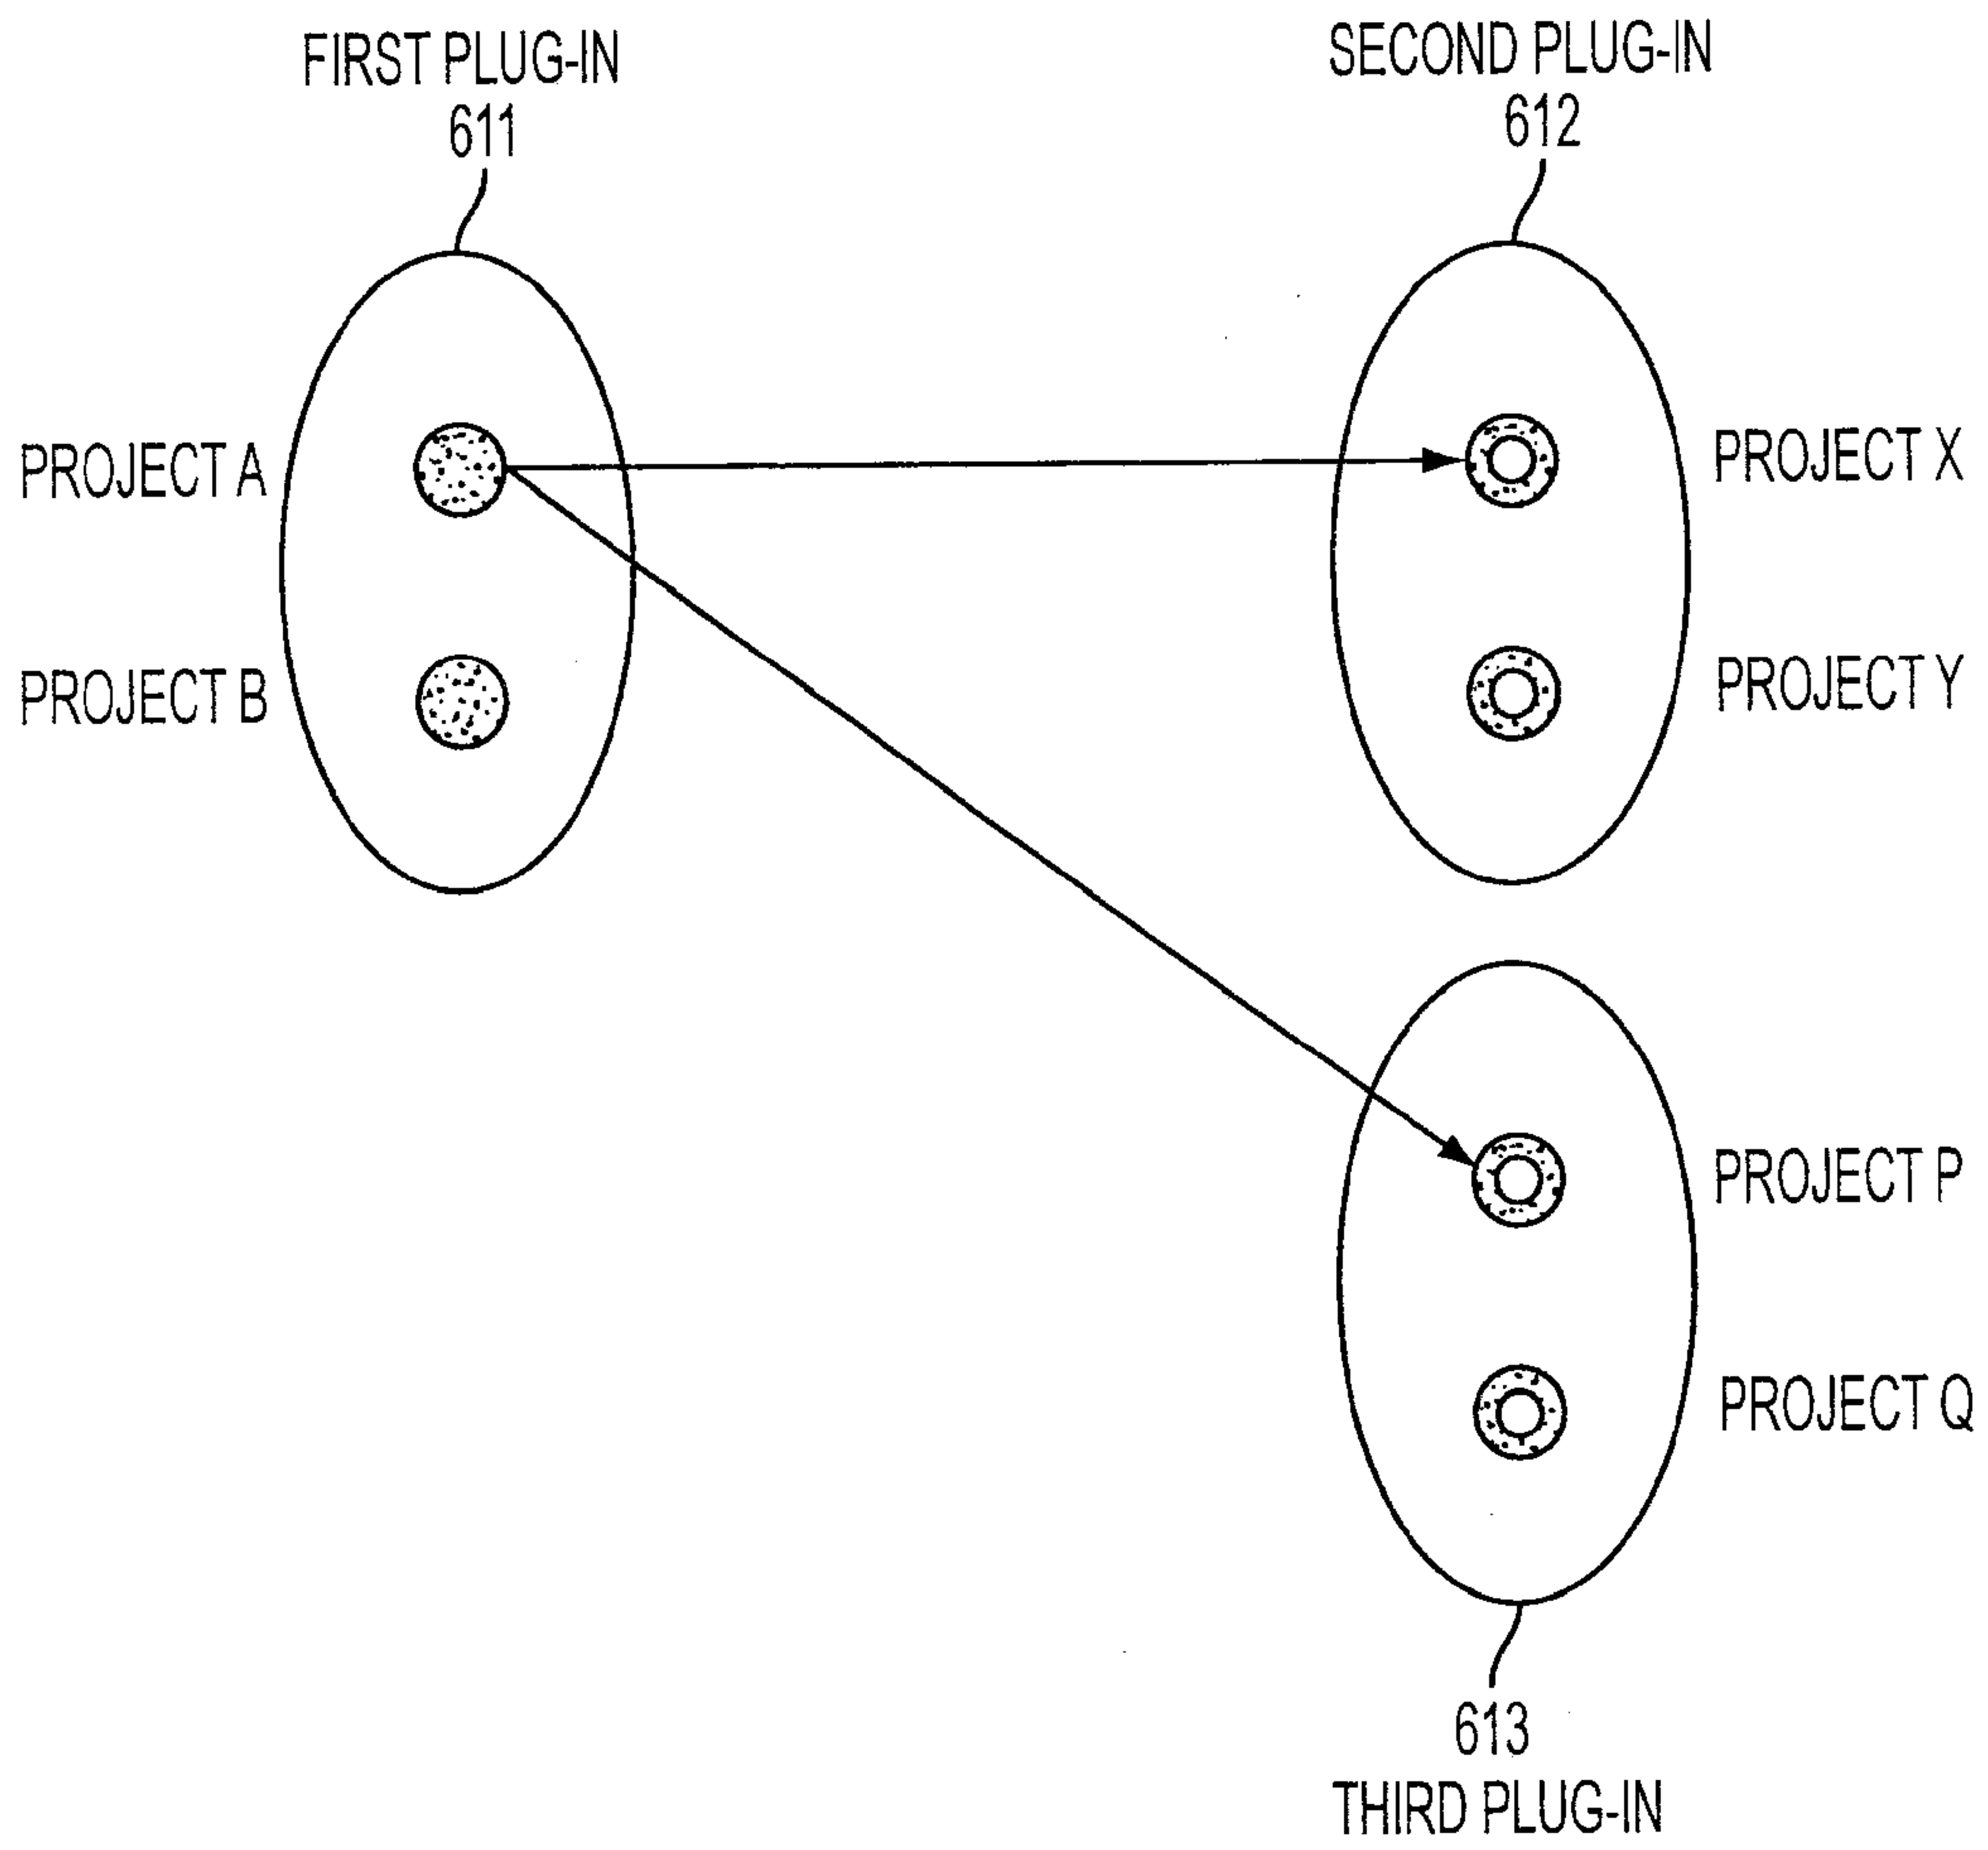 FIRST PLUG-IN
611
SECOND PLUG-IN
612
PROJECT A
PROJECT X
PROJECT B
PROJECT Y
PROJECT P
PROJECT Q
613
THIRD PLUG-IN